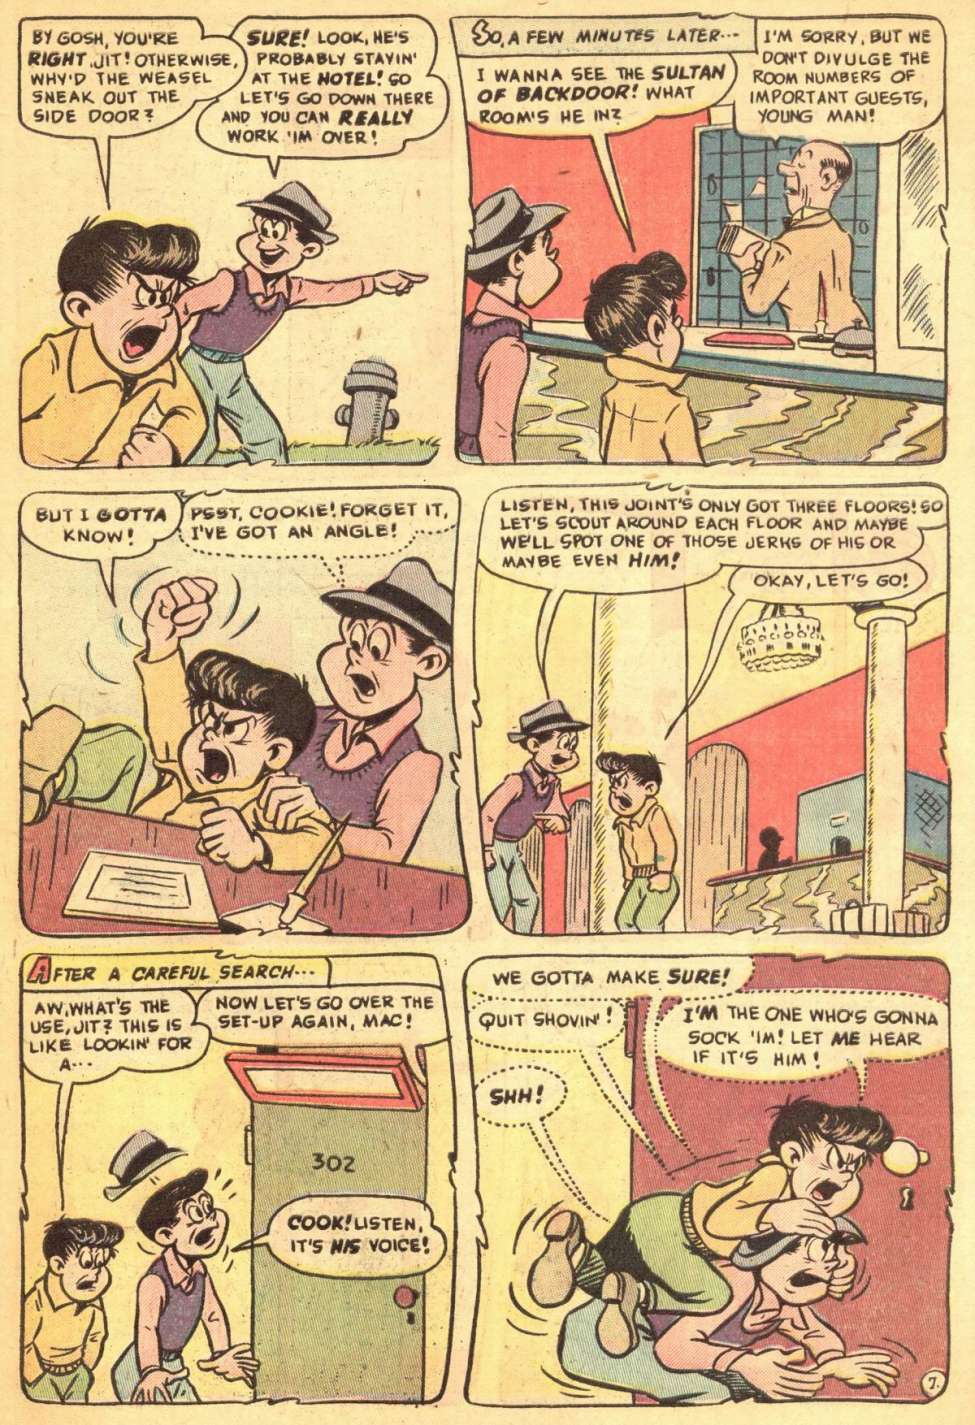 BY GOSH, YOU'RE
RIGHT, JIT! OTHERWISE,
WHY'D THE WEASEL
SNEAK OUT THE
SIDE DOOR?
SURE! LOOK, HE'S
PROBABLY STAYIN'
AT THE HOTEL! SO
LET'S GO DOWN THERE
AND YOU CAN REALLY
WORK 'IM OVER!
SO, A FEW MINUTES LATER---
I WANNA SEE THE SULTAN
OF BACKDOOR! WHAT
ROOM'S HE IN?
I'M SORRY, BUT WE
DON'T DIVULGE THE
ROOM NUMBERS OF
IMPORTANT GUESTS,
YOUNG MAN!
BUT I GOTTA
KNOW!
PSST, COOKIE! FORGET IT,
I'VE GOT AN ANGLE!
LISTEN, THIS JOINT'S ONLY GOT THREE FLOORS! SO
LET'S SCOUT AROUND EACH FLOOR AND MAYBE
WE'LL SPOT ONE OF THOSE JERKS OF HIS OR
MAYBE EVEN HIM!
OKAY, LET'S GO!
AFTER A CAREFUL SEARCH---
AW, WHAT'S THE
USE, JIT? THIS IS
LIKE LOOKIN' FOR
A---
NOW LET'S GO OVER THE
SET-UP AGAIN, MAC!
302
COOK! LISTEN,
IT'S HIS VOICE!
WE GOTTA MAKE SURE!
QUIT SHOVIN'!
SHH!
I'M THE ONE WHO'S GONNA
SOCK 'IM! LET ME HEAR
IF IT'S HIM!
7.